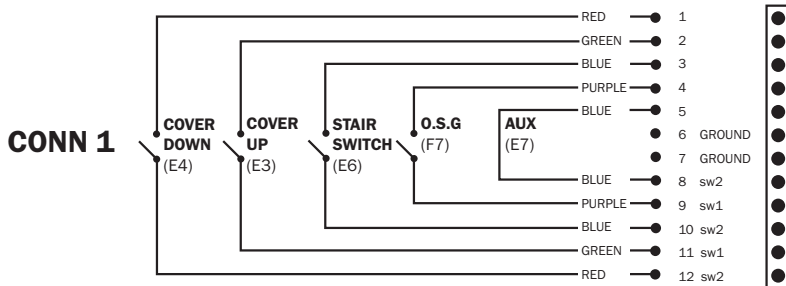 CONN 1
COVER
DOWN
(E4)
COVER
UP
(E3)
STAIR
SWITCH
(E6)
O.S.G
(F7)
AUX
(E7)
RED 1
GREEN 2
BLUE 3
PURPLE 4
BLUE 5
6 GROUND
7 GROUND
BLUE 8 sw2
PURPLE 9 sw1
BLUE 10 sw2
GREEN 11 sw1
RED 12 sw2